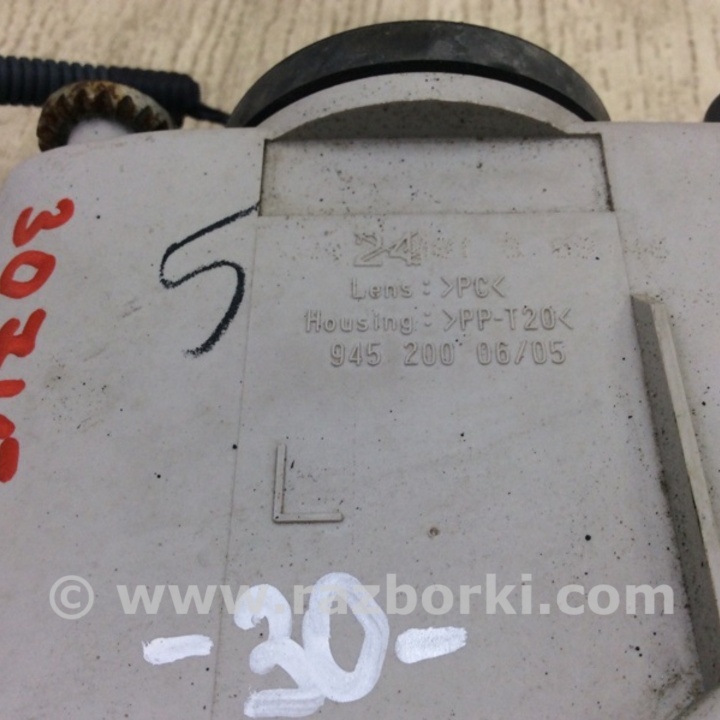 24
Lens: >PC<
Housing: >PP-T20<
945 200 06/05
5
L
© www.razborki.com
-30-